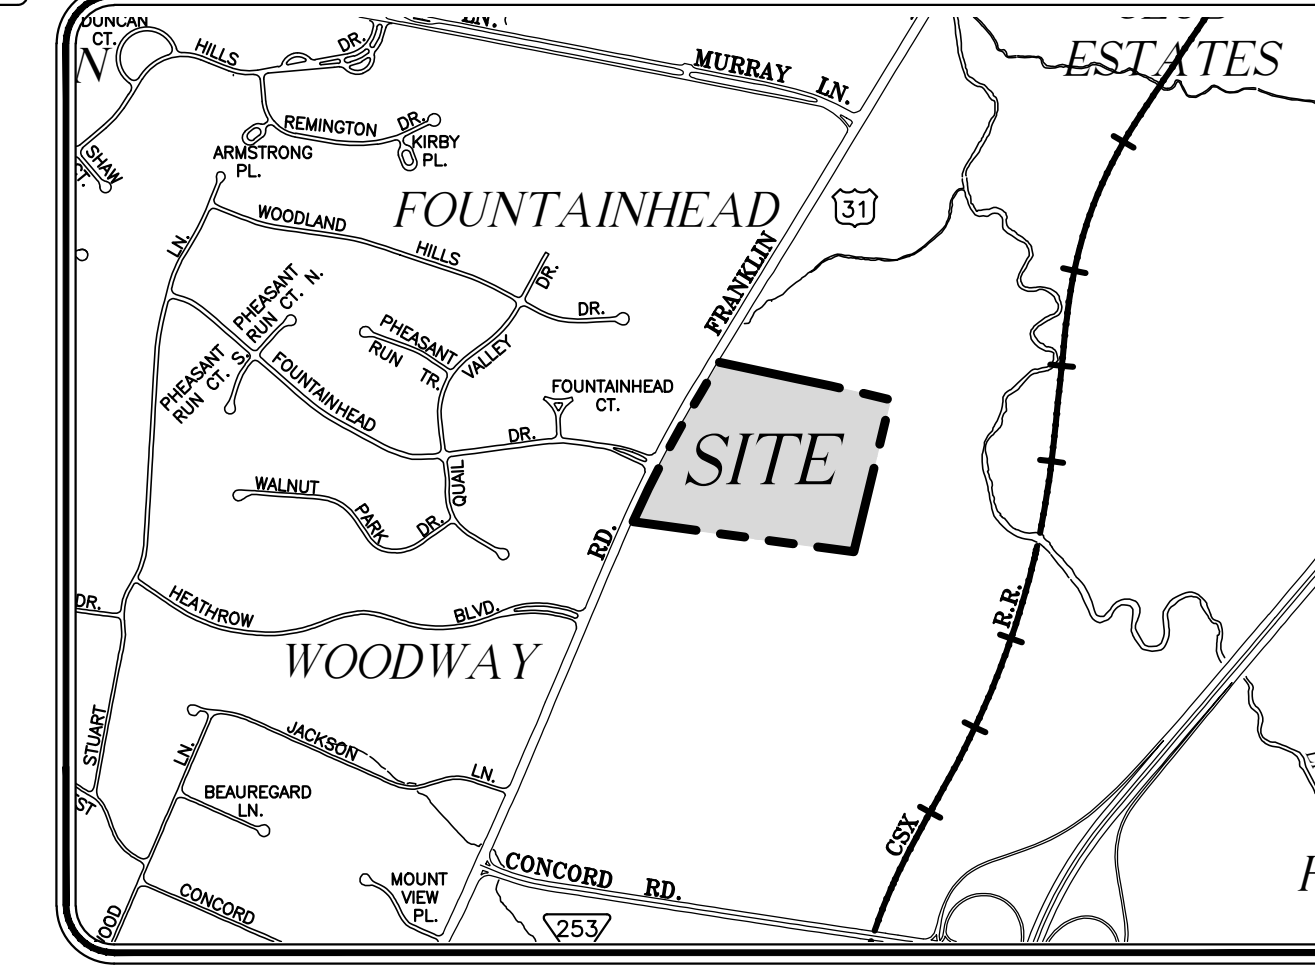 DUNCAN
CT.
N
HILLS
DR.
LN.
MURRAY LN.
ESTATES
REMINGTON DR.
KIRBY
PL.
ARMSTRONG
PL.
SHAW
CT.
FOUNTAINHEAD
31
WOODLAND HILLS DR.
LN.
DR.
FRANKLIN RD.
PHEASANT
RUN CT. N.
PHEASANT
RUN CT. S.
PHEASANT
RUN TR.
VALLEY
FOUNTAINHEAD DR.
FOUNTAINHEAD
CT.
SITE
QUAIL
WALNUT PARK DR.
DR.
HEATHROW BLVD.
WOODWAY
R.R.
STUART
LN.
JACKSON LN.
BEAUREGARD
LN.
CSX
CONCORD RD.
MOUNT
VIEW
PL.
CONCORD
253